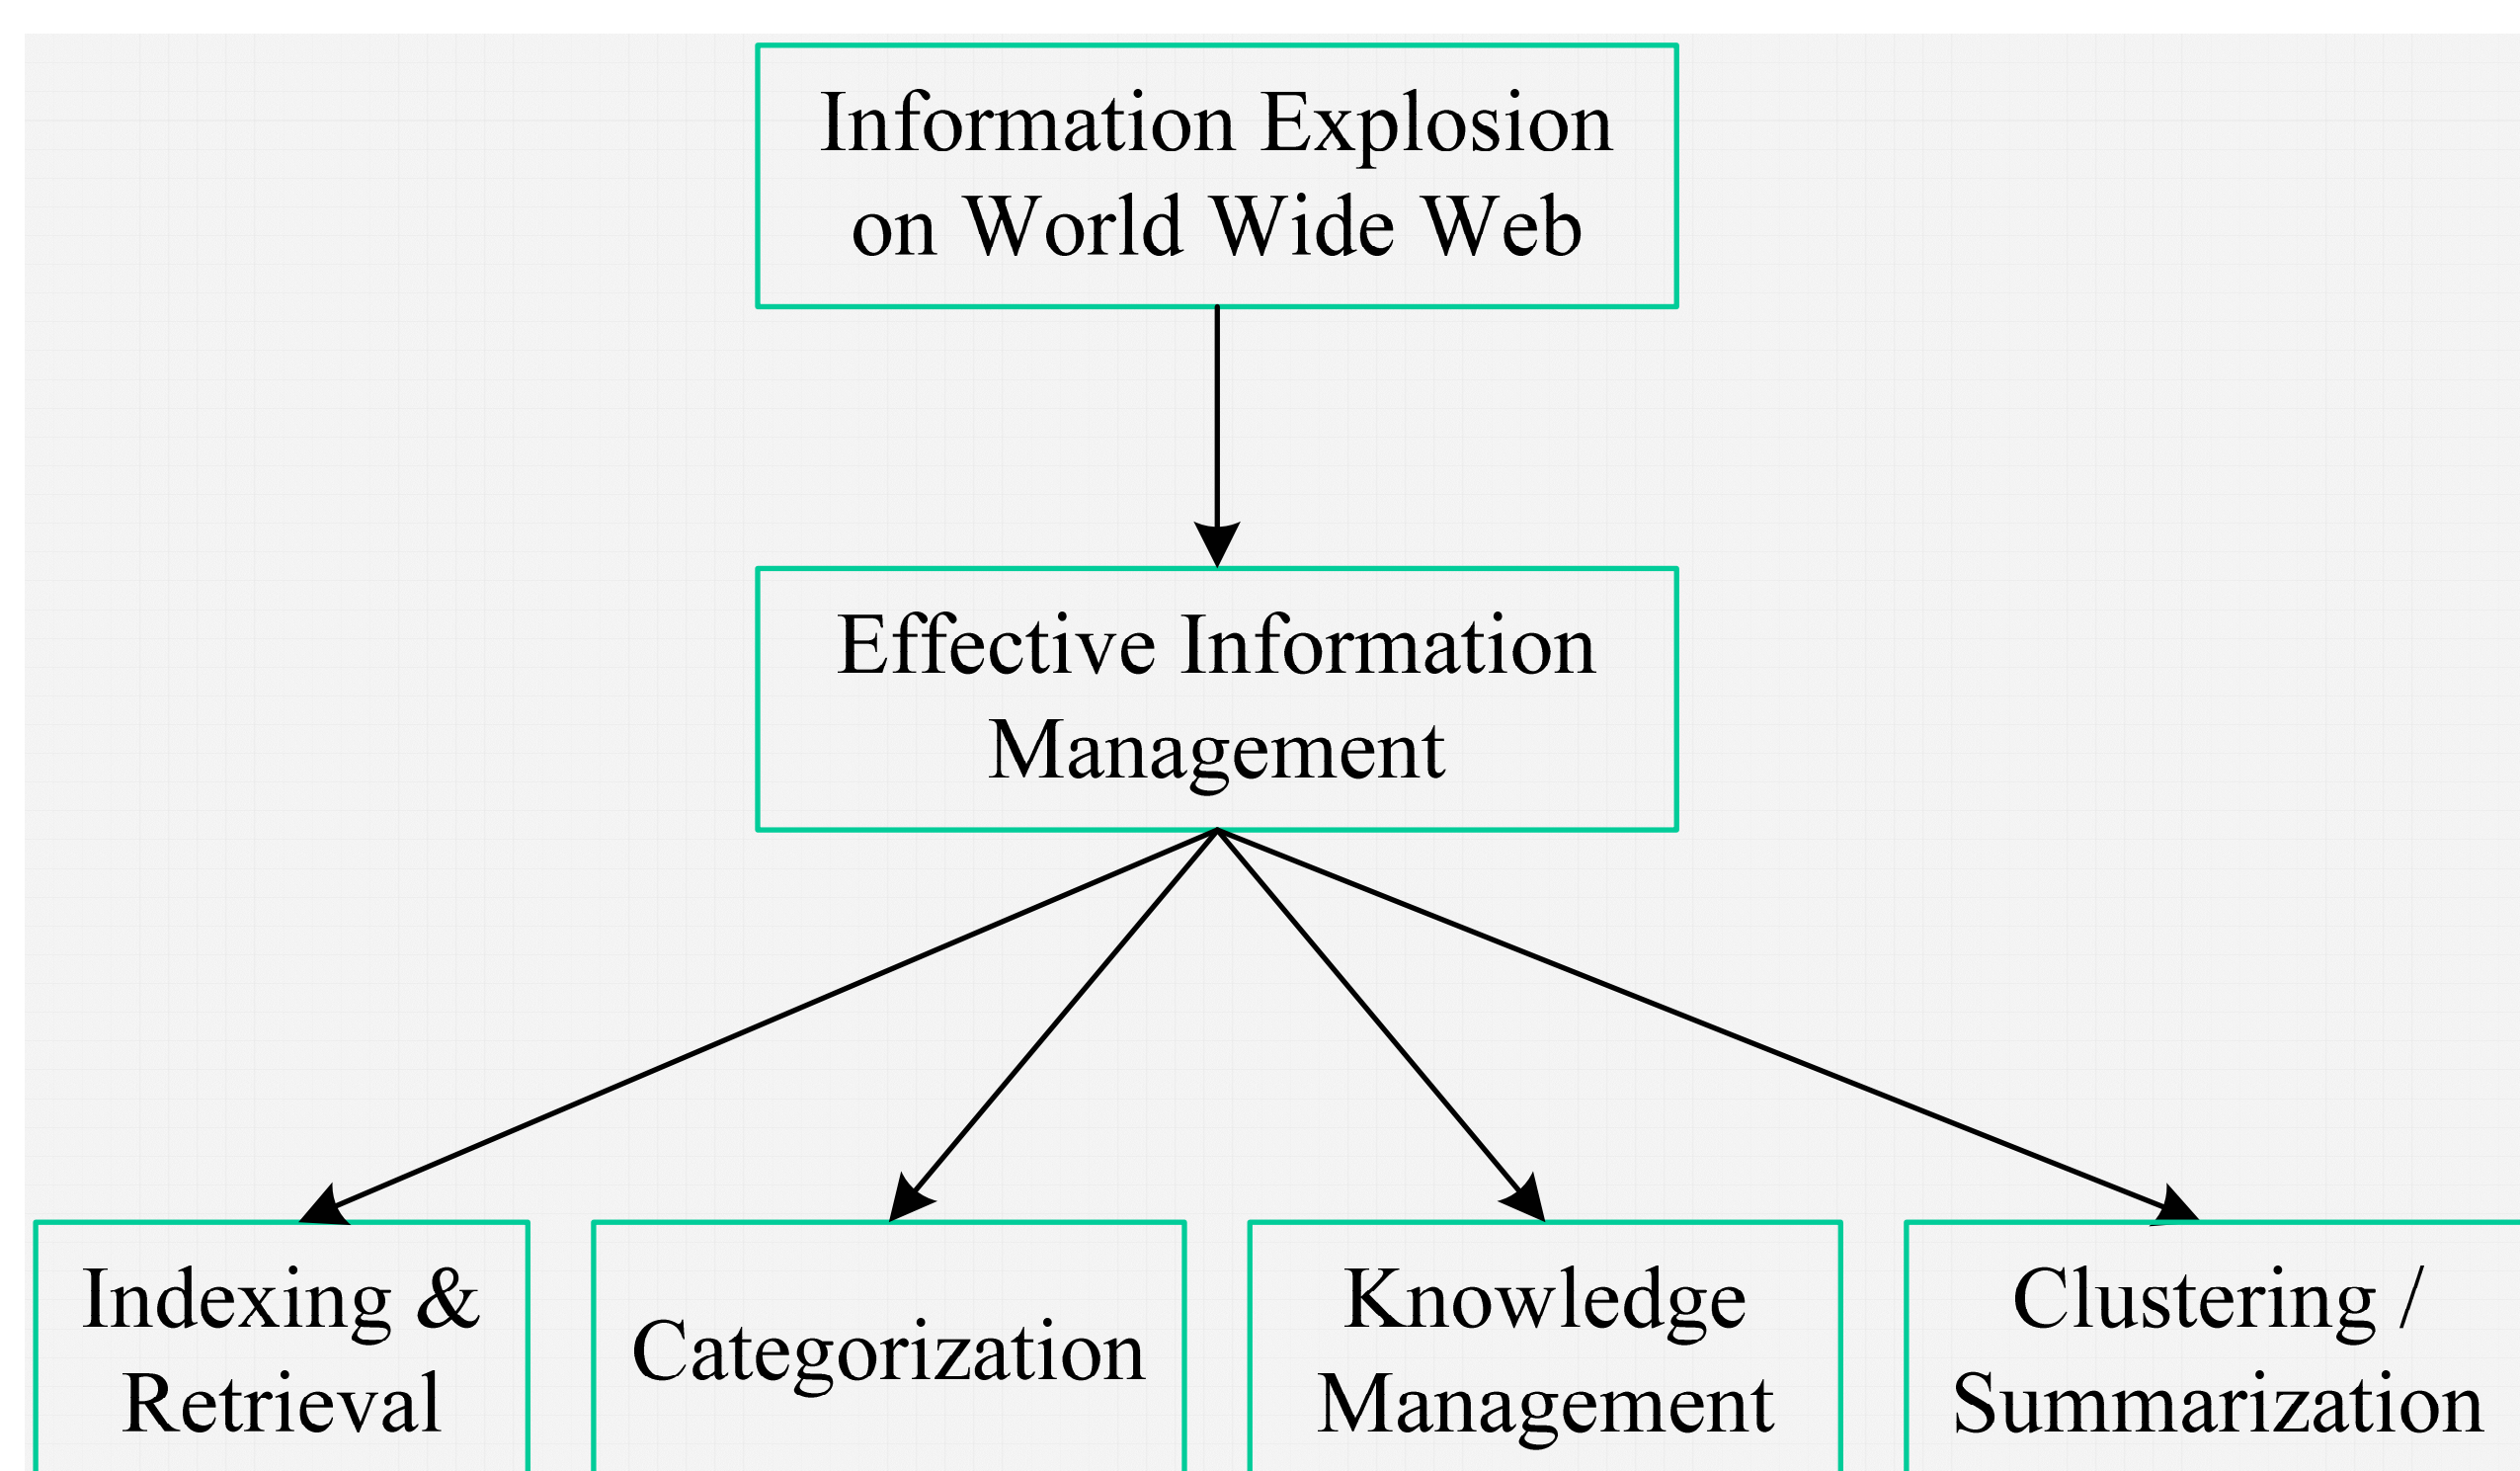 Information Explosion
on World Wide Web
Effective Information
Management
Indexing &
Retrieval
Categorization
Knowledge
Management
Clustering /
Summarization